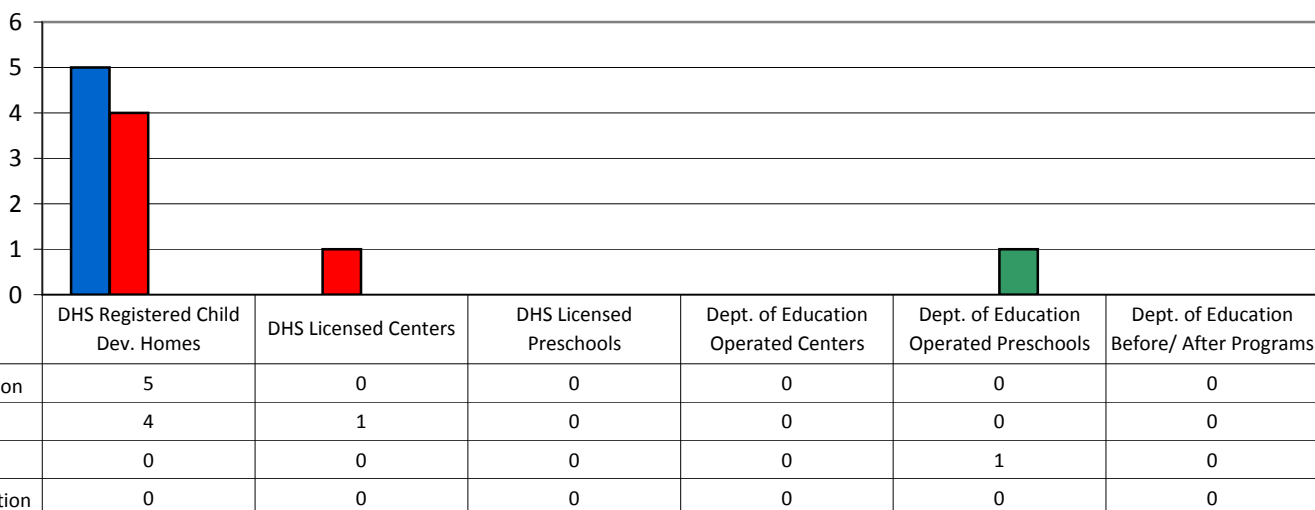 6
5
4
3
2
1
0
DHS Registered Child Dev. Homes
DHS Licensed Centers
DHS Licensed Preschools
Dept. of Education Operated Centers
Dept. of Education Operated Preschools
Dept. of Education Before/ After Programs
5 0 0 0 0 0
4 1 0 0 0 0
0 0 0 0 1 0
0 0 0 0 0 0